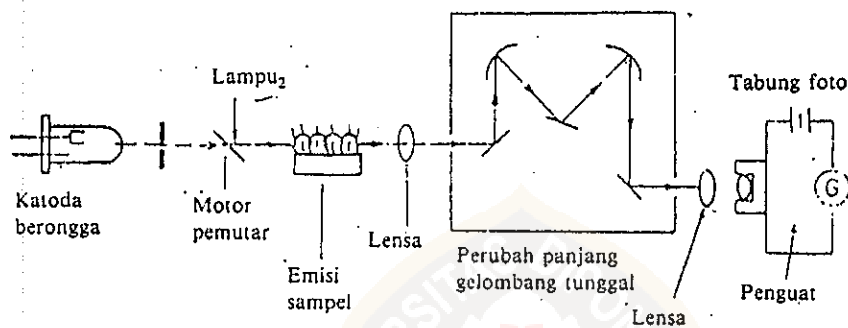 Lampu₂
Tabung foto
Katoda
berongga
Motor
pemutar
Lensa
Emisi
sampel
Perubah panjang
gelombang tunggal
Lensa
Penguat
G